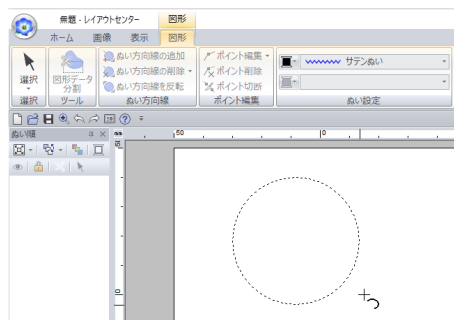 無題 - レイアウトセンター 図形
ホーム 画像 表示 図形
選択
図形データ
分割
ぬい方向線の追加
ぬい方向線の削除
ぬい方向線を反転
ポイント編集
ポイント削除
ポイント切断
サテンぬい
選択 ツール ぬい方向線 ポイント編集 ぬい設定
ぬい順
50 0
0